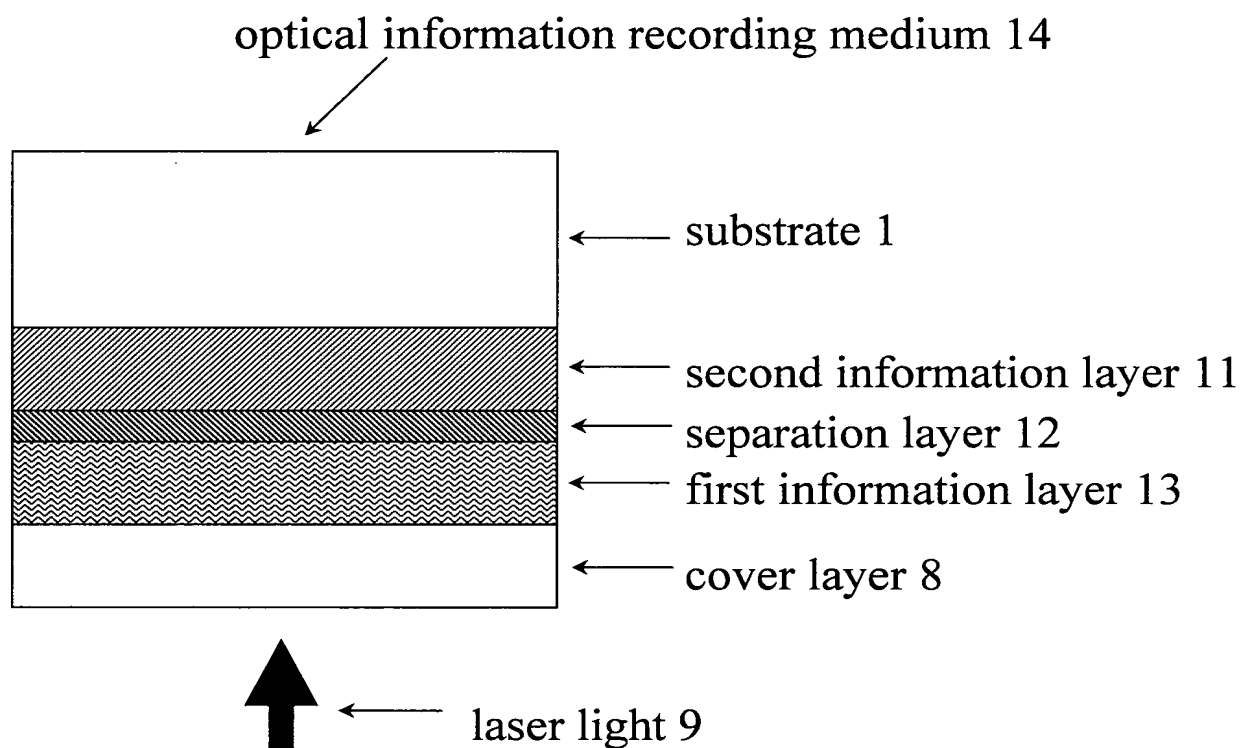 optical information recording medium 14
substrate 1
second information layer 11
separation layer 12
first information layer 13
cover layer 8
laser light 9